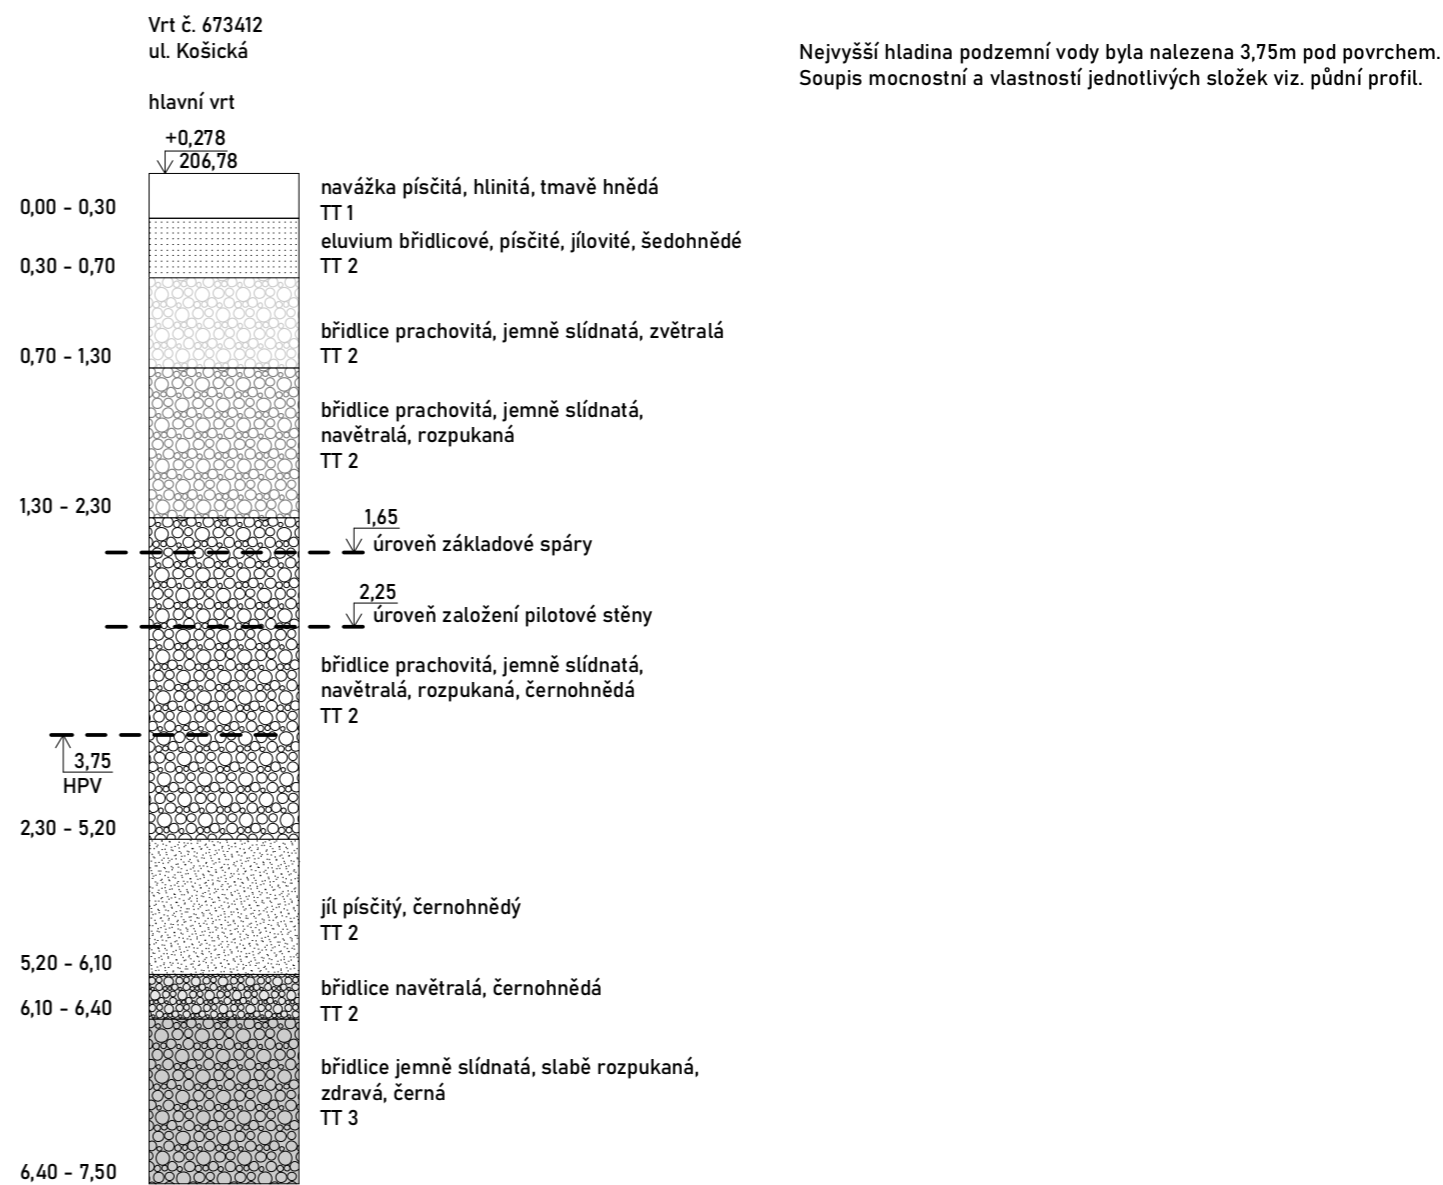 Vrt č. 673412
ul. Košická
Nejvyšší hladina podzemní vody byla nalezena 3,75m pod povrchem.
Soupis mocnostní a vlastností jednotlivých složek viz. půdní profil.
hlavní vrt
+0,278
206,78
navážka písčitá, hlinitá, tmavě hnědá
0,00 - 0,30
TT 1
eluvium břidlicové, písčité, jílovité, šedohnědé
0,30 - 0,70
TT 2
břidlice prachovitá, jemně slídnatá, zvětralá
0,70 - 1,30
TT 2
břidlice prachovitá, jemně slídnatá,
navětralá, rozpukaná
TT 2
1,30 - 2,30
1,65
úroveň základové spáry
2,25
úroveň založení pilotové stěny
břidlice prachovitá, jemně slídnatá,
navětralá, rozpukaná, černohnědá
TT 2
3,75
HPV
2,30 - 5,20
jíl písčitý, černohnědý
TT 2
5,20 - 6,10
břidlice navětralá, černohnědá
6,10 - 6,40
TT 2
břidlice jemně slídnatá, slabě rozpukaná,
zdravá, černá
TT 3
6,40 - 7,50